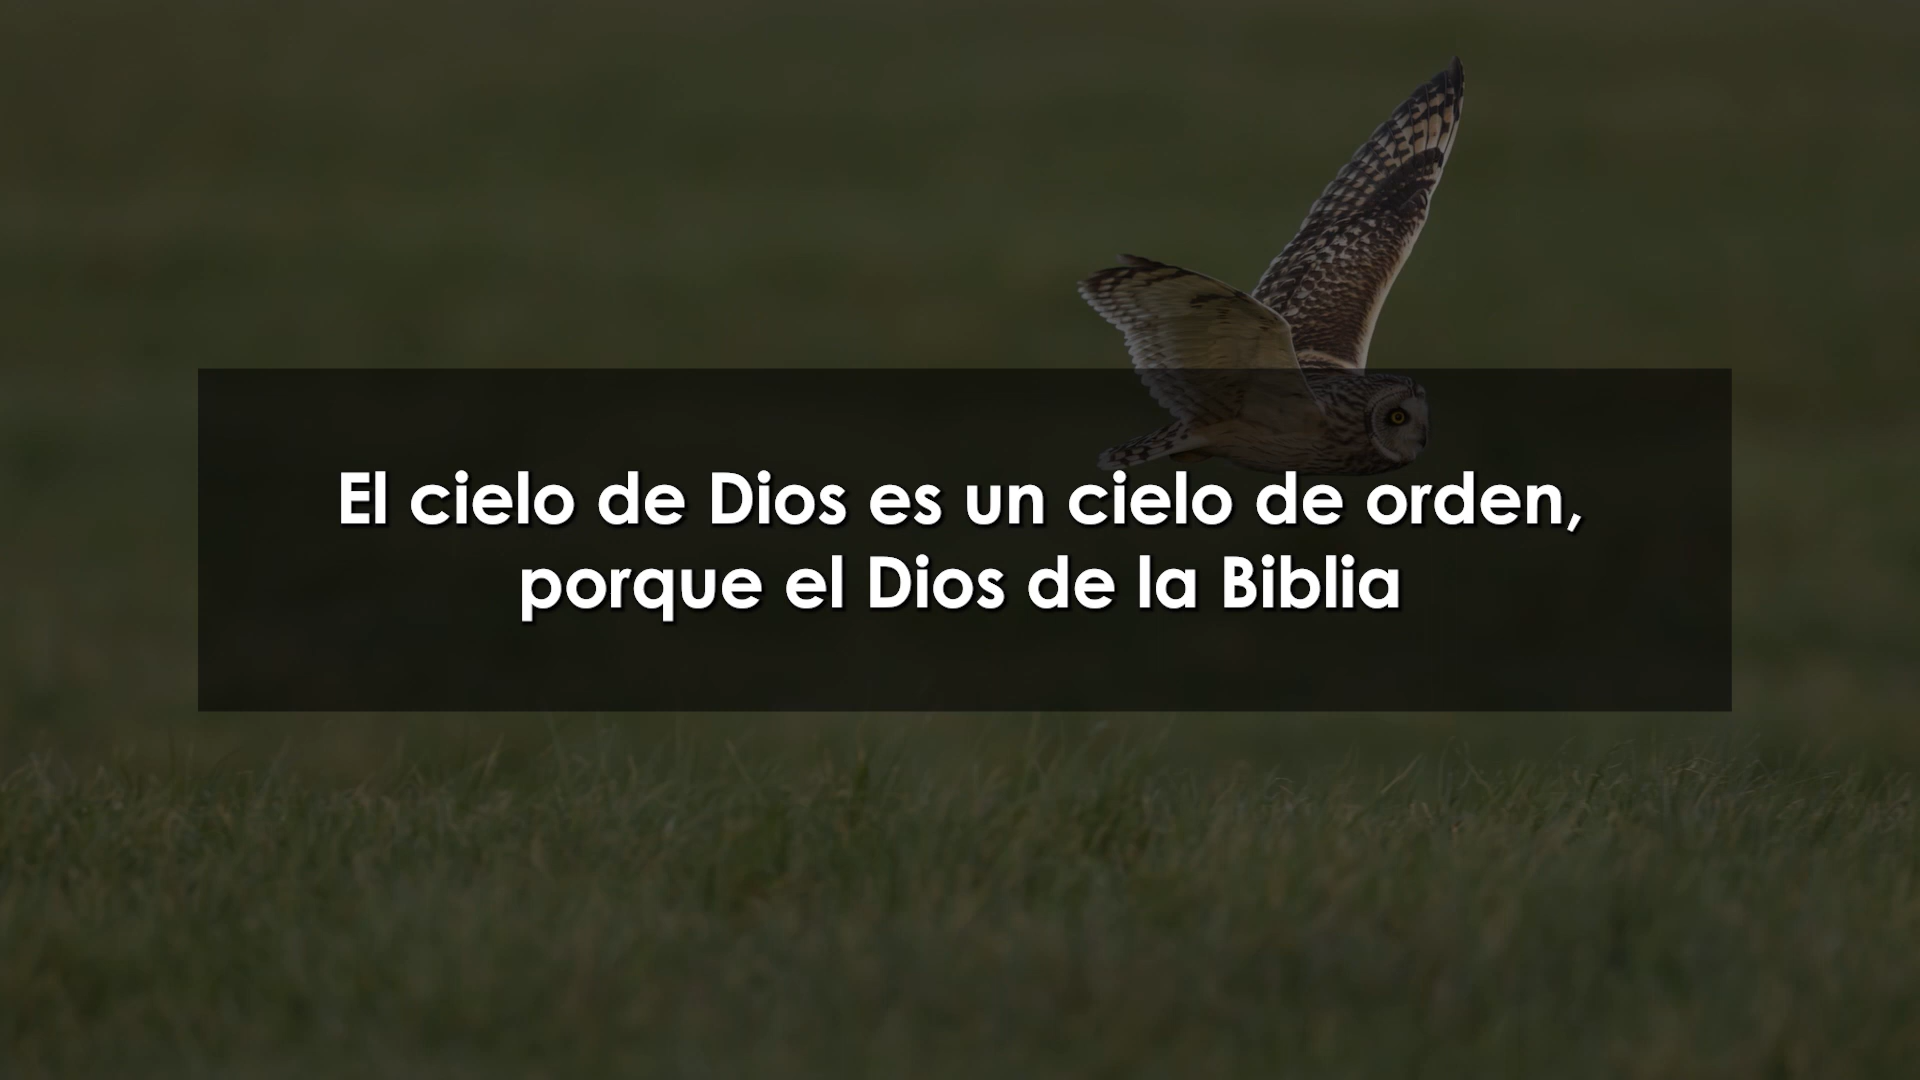 El cielo de Dios es un cielo de orden,
porque el Dios de la Biblia